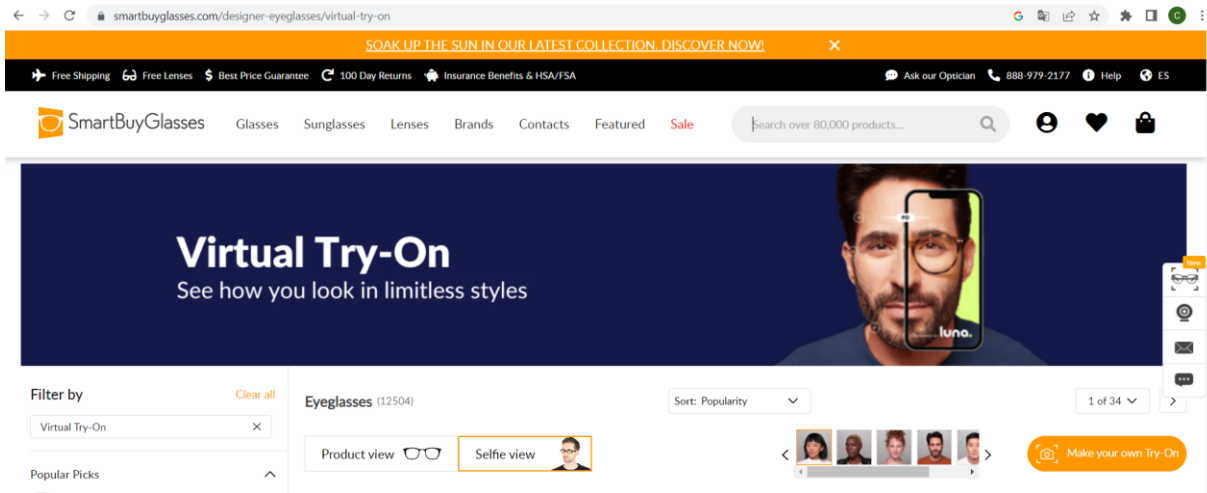 smartbuyglasses.com/designer-eyeglasses/virtual-try-on
SOAK UP THE SUN IN OUR LATEST COLLECTION. DISCOVER NOW!
Free Shipping Free Lenses $ Best Price Guarantee 100 Day Returns Insurance Benefits & HSA/FSA Ask our Optician 888-979-2177 Help ES
SmartBuyGlasses Glasses Sunglasses Lenses Brands Contacts Featured Sale Search over 80,000 products...
Virtual Try-On
See how you look in limitless styles
PD
luna.
New
Filter by Clear all
Eyeglasses (12504) Sort: Popularity 1 of 34
Virtual Try-On
Product view Selfie view Make your own Try-On
Popular Picks